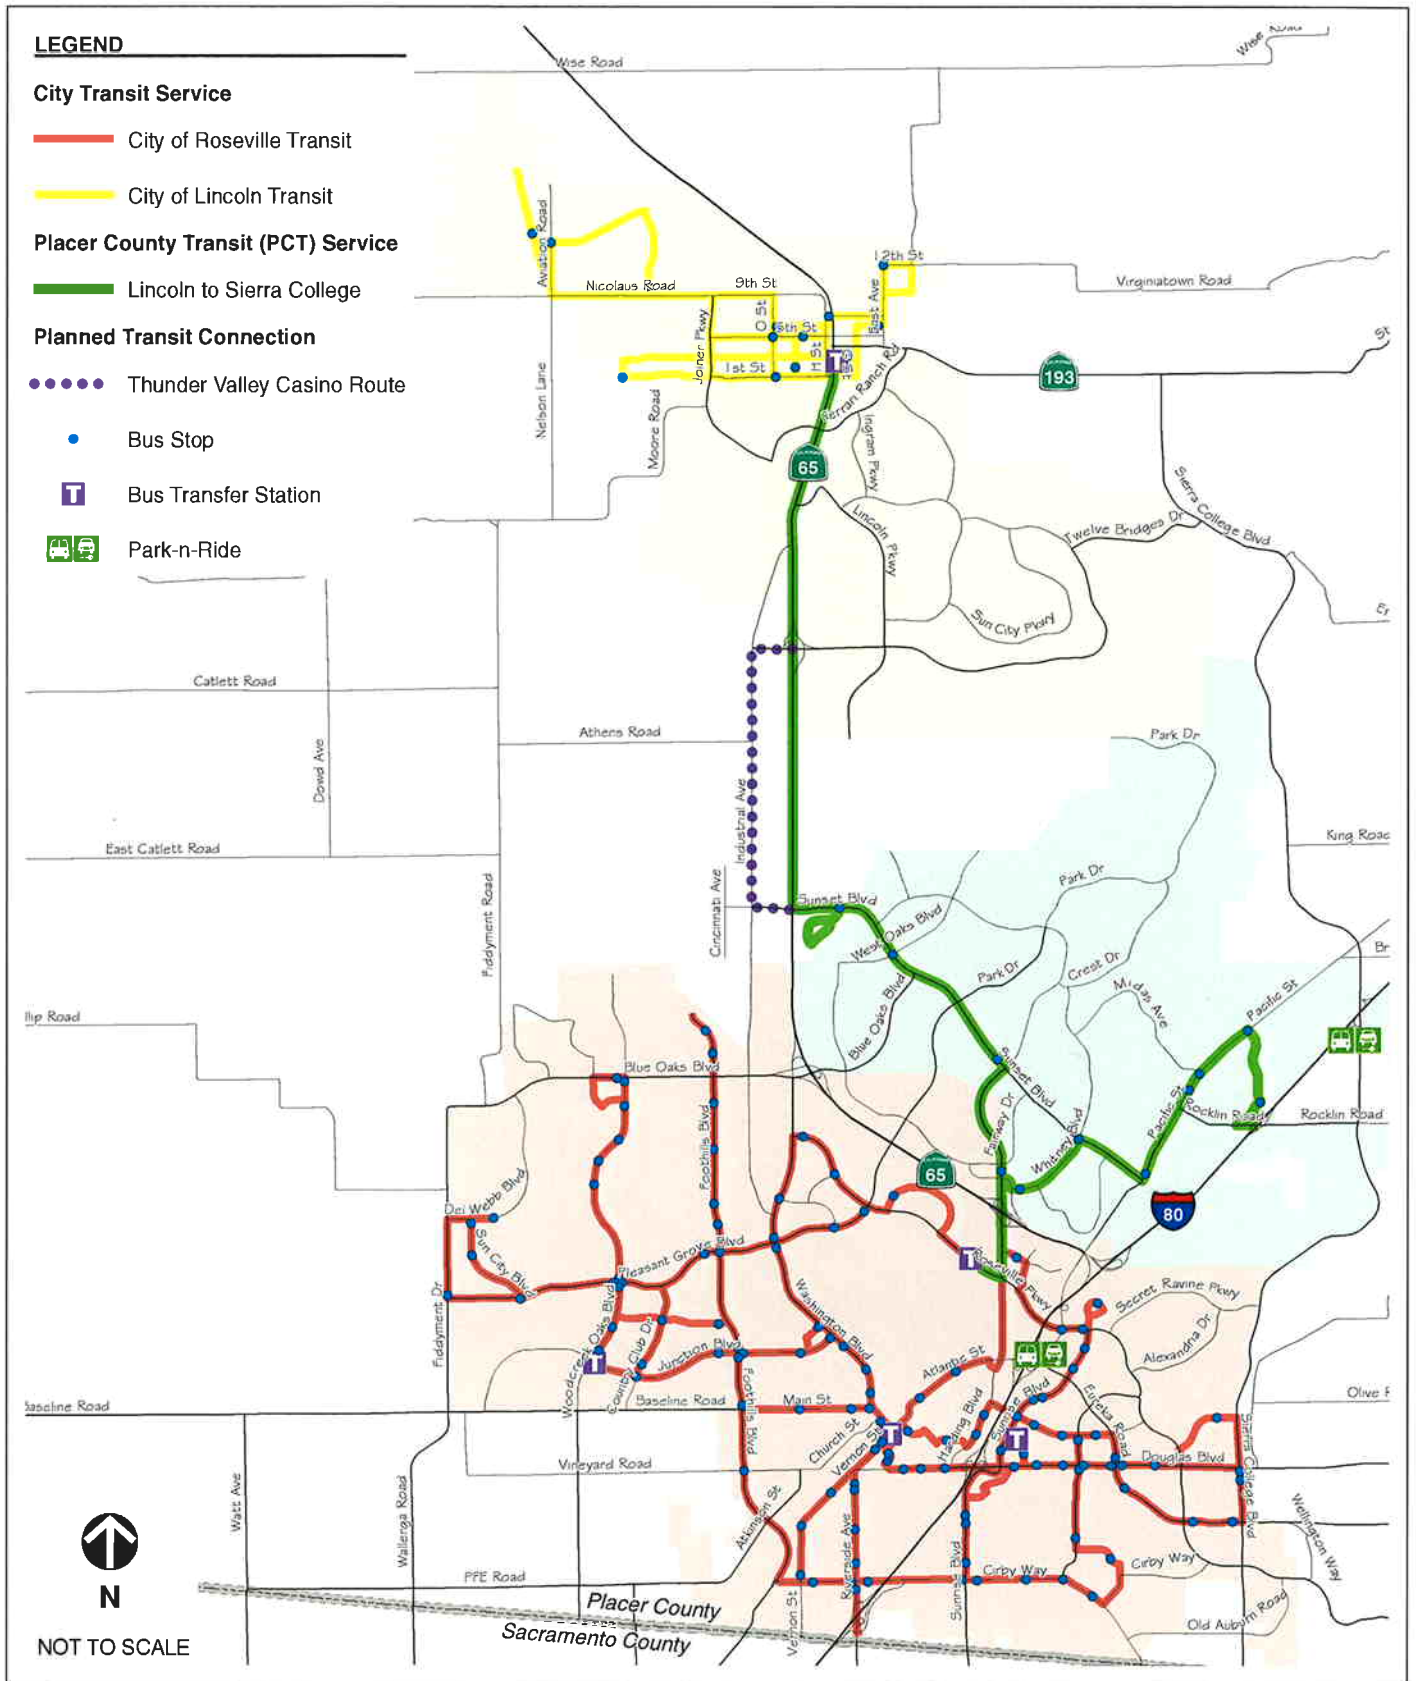 LEGEND
City Transit Service
City of Roseville Transit
City of Lincoln Transit
Placer County Transit (PCT) Service
Lincoln to Sierra College
Planned Transit Connection
Thunder Valley Casino Route
Bus Stop
T Bus Transfer Station
Park-n-Ride
Wise Road
Wise Road
Aviation Road
12th St
Nicolaus Road
9th St
Virginiatown Road
East Ave
O St
5th St
Joiner Pkwy
H St
T
1st St
193
St
Nelson Lane
Moore Road
Ferrari Ranch Rd
Ingram Pkwy
65
Sierra College Blvd
Lincoln Pkwy
Twelve Bridges Dr
Sun City Pkwy
Catlett Road
Athens Road
Park Dr
Dowd Ave
Industrial Ave
King Road
East Catlett Road
Park Dr
Fiddyment Road
Cincinnati Ave
Sunset Blvd
West Oaks Blvd
Br
Park Dr
Crest Dr
Midas Ave
Pacific St
llip Road
Blue Oaks Blvd
Sunset Blvd
Blue Oaks Blvd
Foothills Blvd
Fairway Dr
Whitney Blvd
Pacific St
Rocklin Road
Rocklin Road
65
80
Del Webb Blvd
Sun City Blvd
Pleasant Grove Blvd
T
Roseville Pkwy
Secret Ravine Pkwy
Alexandra Dr
Fiddyment Dr
Woodcreek Oaks Blvd
T
Country Club Dr
Junction Blvd
Washington Blvd
Atlantic St
Baseline Road
Baseline Road
Main St
Olive
Foothills Blvd
Church St
Vernon St
T
Harding Blvd
Sunrise Blvd
T
Eureka Road
Vineyard Road
Douglas Blvd
Sierra College Blvd
Watt Ave
Wallerga Road
Atkinson St
Riverside Ave
Sunrise Blvd
Wellington Way
N
NOT TO SCALE
PFE Road
Cirby Way
Cirby Way
Vernon St
Old Auburn Road
Placer County
Sacramento County